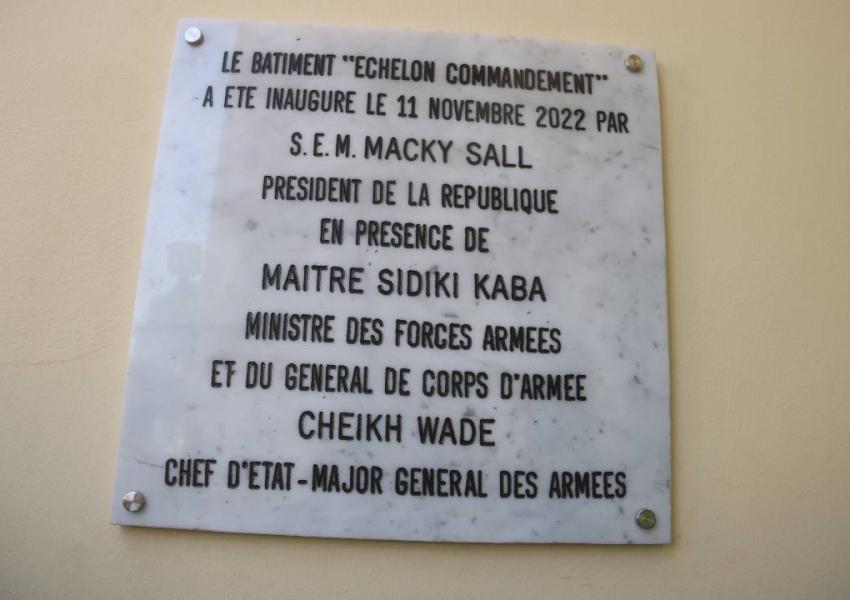 LE BATIMENT "ECHELON COMMANDEMENT"
A ETE INAUGURE LE 11 NOVEMBRE 2022 PAR
S.E.M. MACKY SALL
PRESIDENT DE LA REPUBLIQUE
EN PRESENCE DE
MAITRE SIDIKI KABA
MINISTRE DES FORCES ARMEES
ET DU GENERAL DE CORPS D'ARMEE
CHEIKH WADE
CHEF D'ETAT-MAJOR GENERAL DES ARMEES